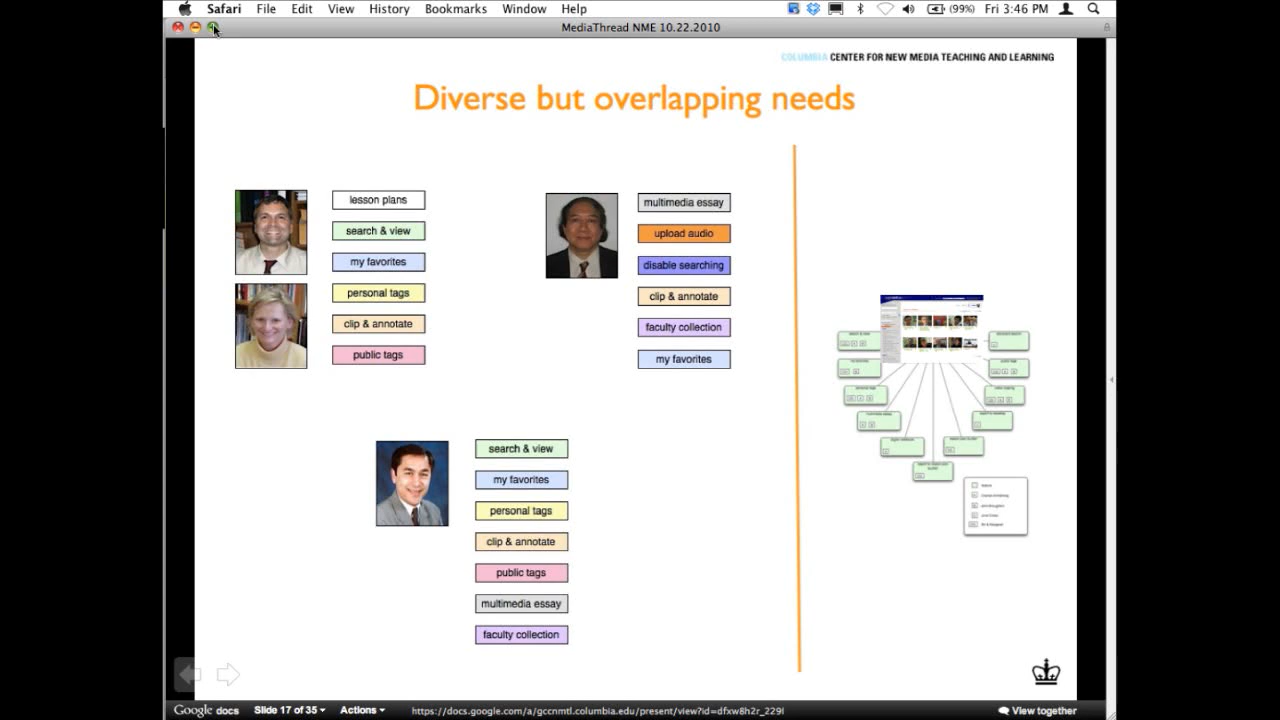 Safari File Edit View History Bookmarks Window Help (99%) Fri 3:46 PM
MediaThread NME 10.22.2010
COLUMBIA CENTER FOR NEW MEDIA TEACHING AND LEARNING
Diverse but overlapping needs
lesson plans
search & view
my favorites
personal tags
clip & annotate
public tags
multimedia essay
upload audio
disable searching
clip & annotate
faculty collection
my favorites
search & view
my favorites
personal tags
clip & annotate
public tags
multimedia essay
faculty collection
Google docs Slide 17 of 35 Actions https://docs.google.com/a/gccnmtl.columbia.edu/present/view?id=dfxw8h2r_229l View together